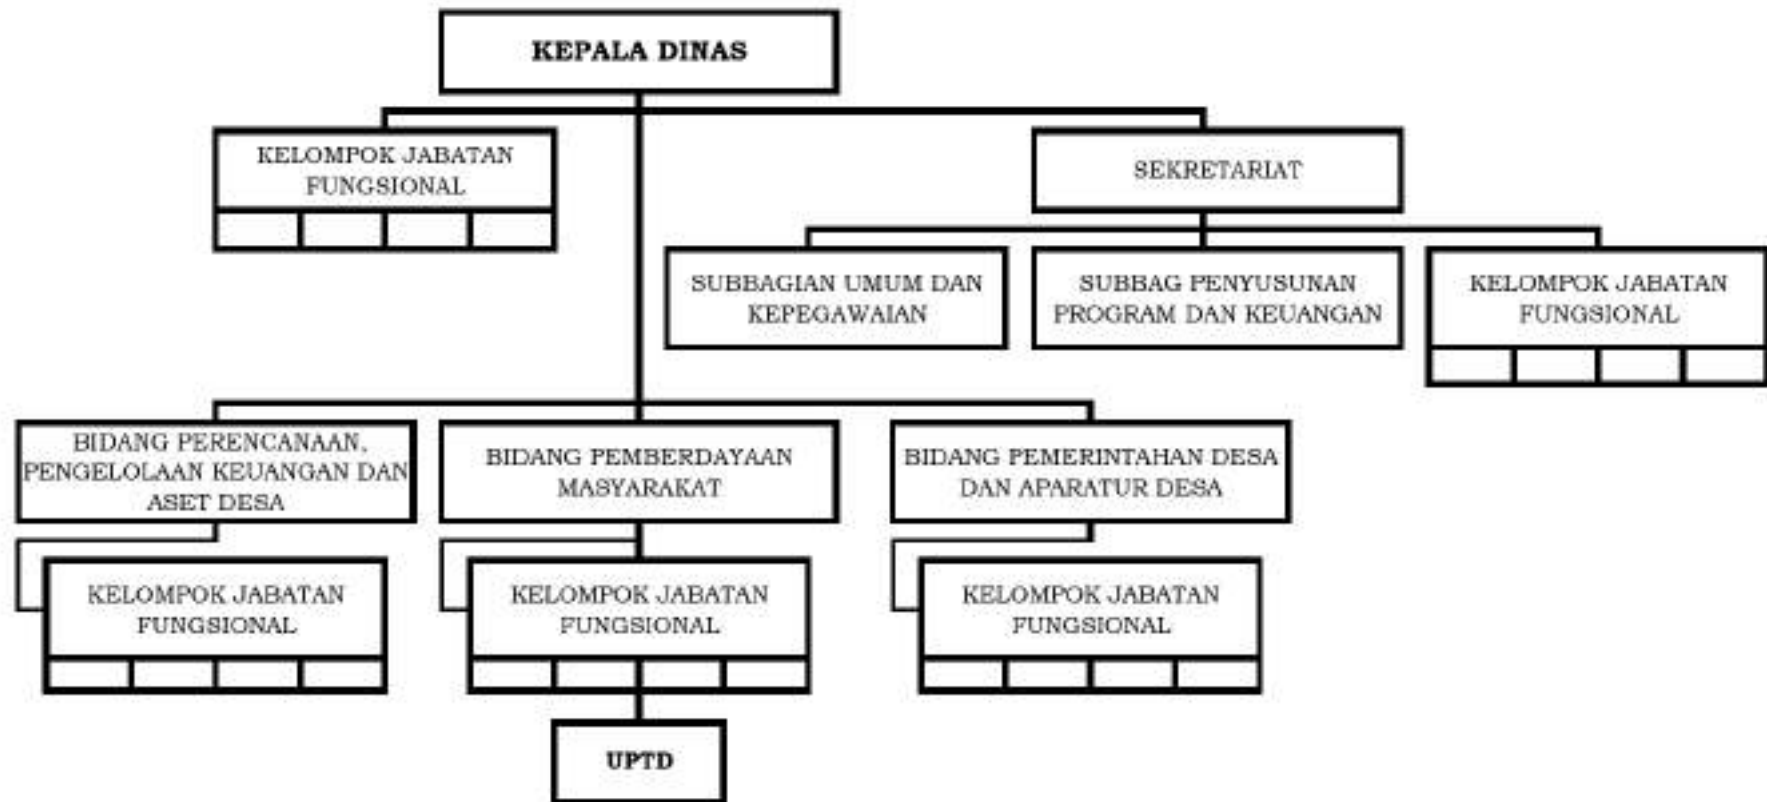 KEPALA DINAS
KELOMPOK JABATAN
FUNGSIONAL
SEKRETARIAT
SUBBAGIAN UMUM DAN
KEPEGAWAIAN
SUBBAG PENYUSUNAN
PROGRAM DAN KEUANGAN
KELOMPOK JABATAN
FUNGSIONAL
BIDANG PERENCANAAN,
PENGELOLAAN KEUANGAN DAN
ASET DESA
BIDANG PEMBERDAYAAN
MASYARAKAT
BIDANG PEMERINTAHAN DESA
DAN APARATUR DESA
KELOMPOK JABATAN
FUNGSIONAL
KELOMPOK JABATAN
FUNGSIONAL
KELOMPOK JABATAN
FUNGSIONAL
UPTD